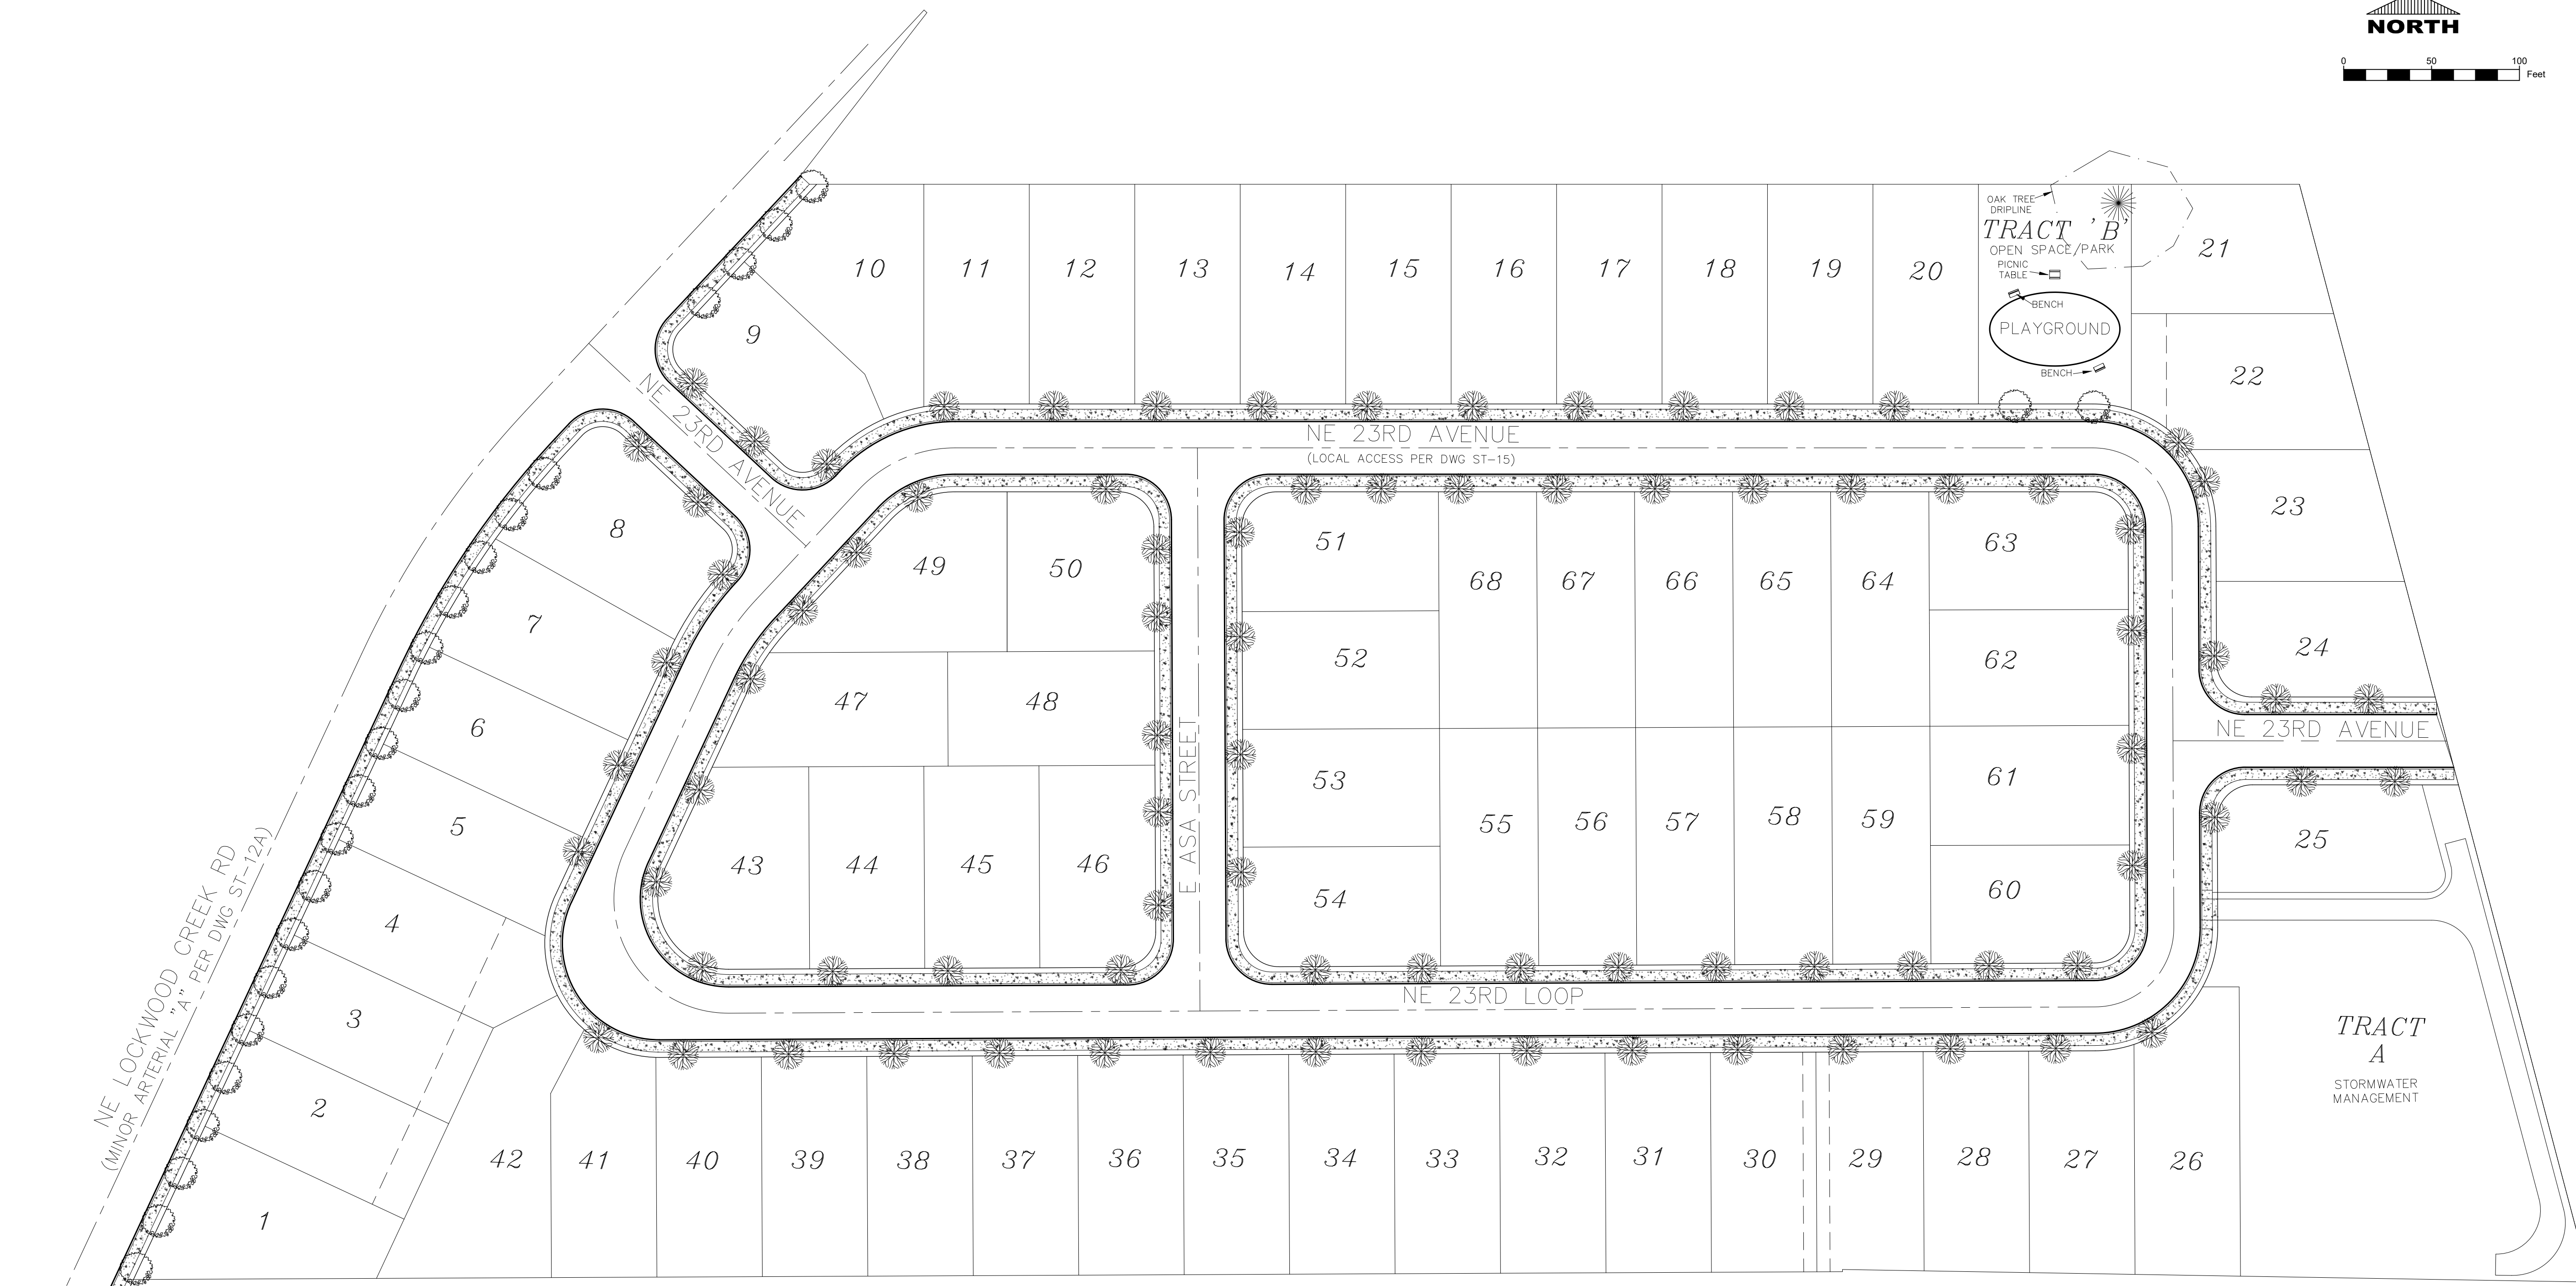 NORTH
0 50 100
Feet
OAK TREE
DRIPLINE
TRACT 'B'
OPEN SPACE/PARK
PICNIC
TABLE
BENCH
PLAYGROUND
BENCH
10 11 12 13 14 15 16 17 18 19 20
21
22
9
NE 23RD AVENUE
NE 23RD AVENUE
(LOCAL ACCESS PER DWG ST-15)
8
7
6
5
4
3
2
1
49 50
47 48
43 44 45 46
E ASA STREET
51
52
53
54
68 67 66 65 64
63
62
61
60
55 56 57 58 59
23
24
NE 23RD AVENUE
25
NE LOCKWOOD CREEK RD
(MINOR ARTERIAL "A" PER DWG ST-12A)
NE 23RD LOOP
TRACT
A
STORMWATER
MANAGEMENT
42 41 40 39 38 37 36 35 34 33 32 31 30 29 28 27 26